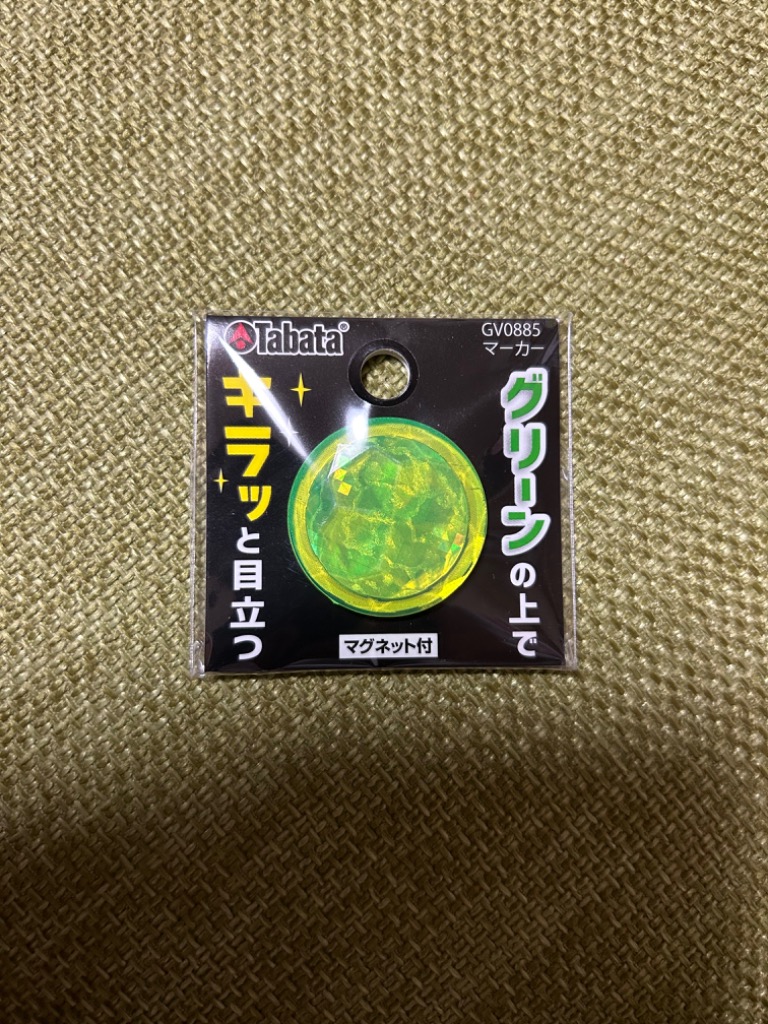 Tabata®
GV0885
マーカー
グリーンの上で
キラッと目立つ
マグネット付